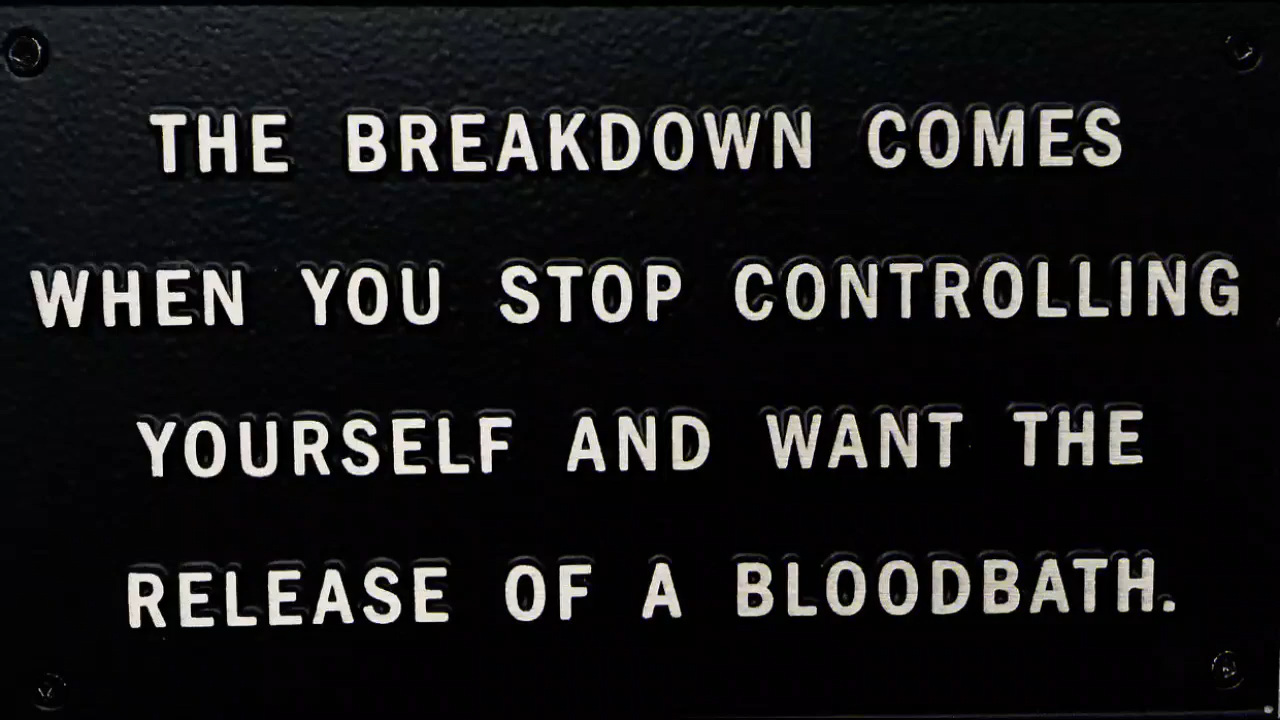 THE BREAKDOWN COMES
WHEN YOU STOP CONTROLLING
YOURSELF AND WANT THE
RELEASE OF A BLOODBATH.